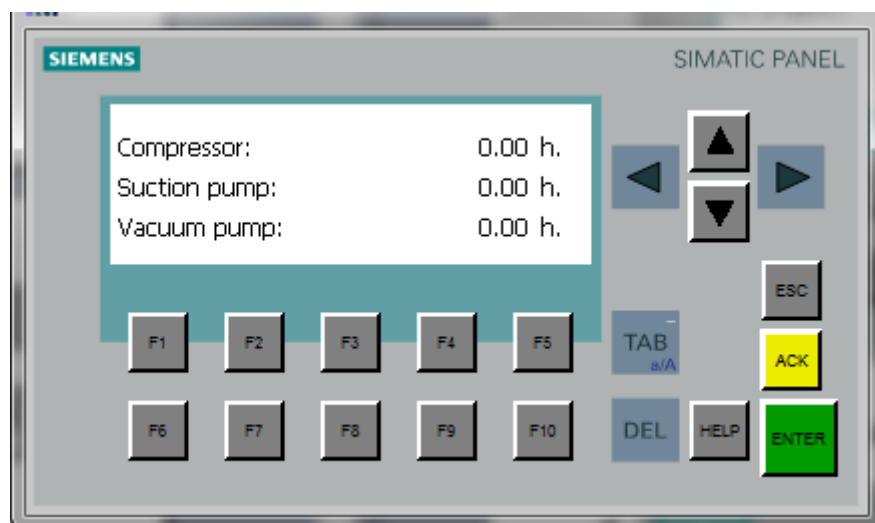 SIEMENS
SIMATIC PANEL
Compressor: 0.00 h.
Suction pump: 0.00 h.
Vacuum pump: 0.00 h.
ESC
F1 F2 F3 F4 F5 TAB a/A ACK
F6 F7 F8 F9 F10 DEL HELP ENTER